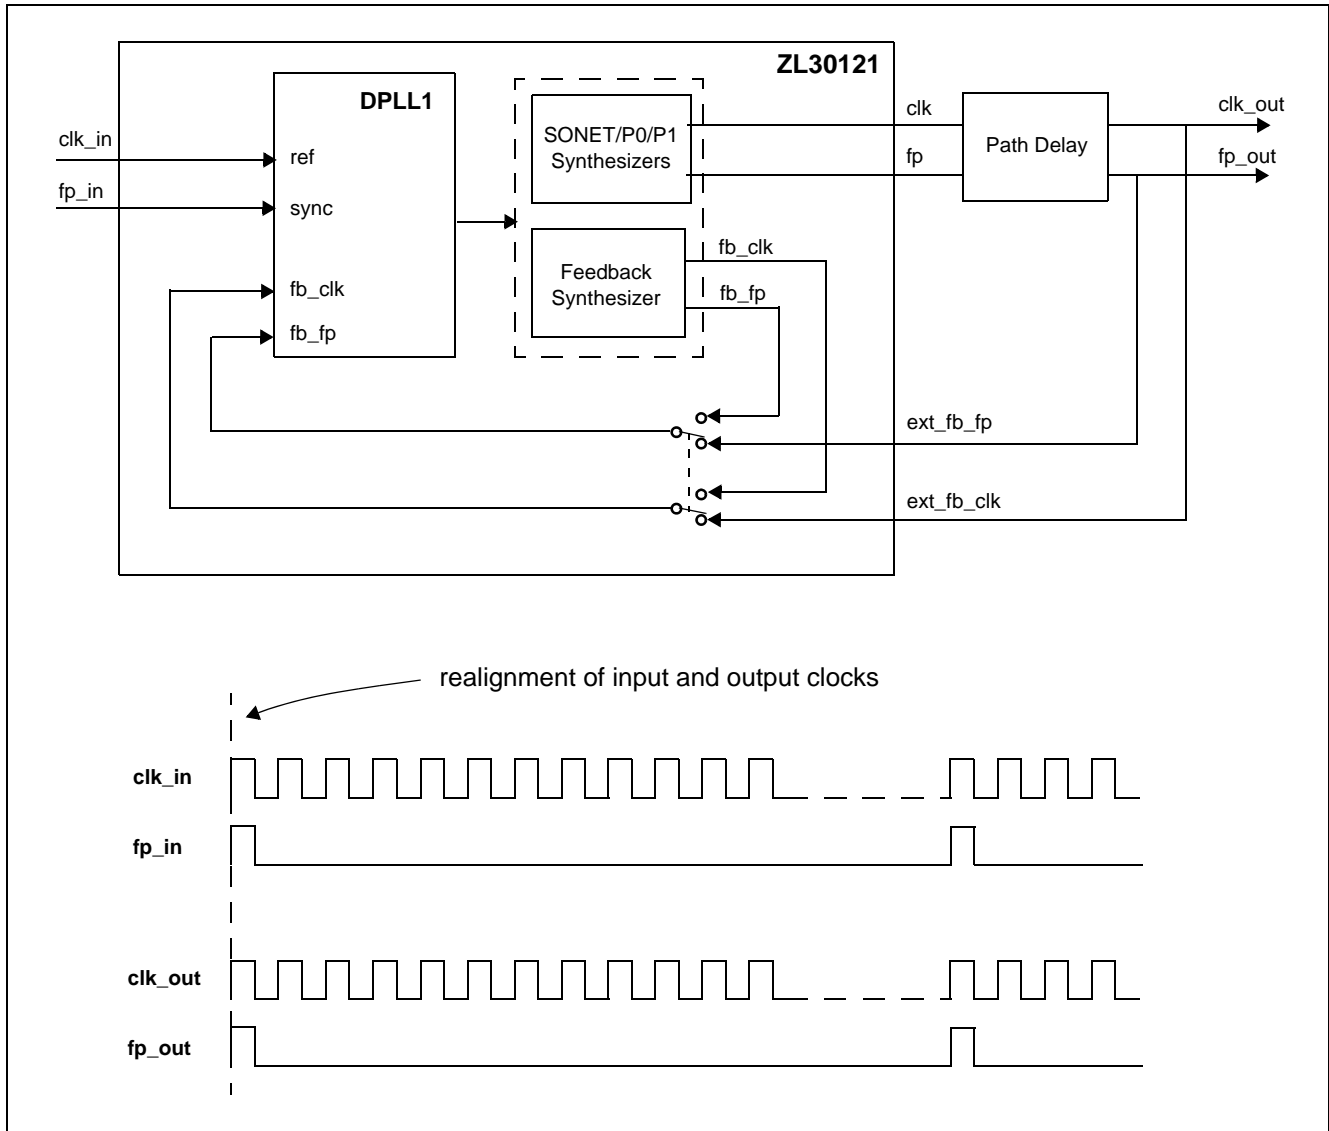 ZL30121
DPLL1
clk_in
fp_in
ref
sync
fb_clk
fb_fp
SONET/P0/P1
Synthesizers
Feedback
Synthesizer
fb_clk
fb_fp
clk
fp
Path Delay
clk_out
fp_out
ext_fb_fp
ext_fb_clk
realignment of input and output clocks
clk_in
fp_in
clk_out
fp_out